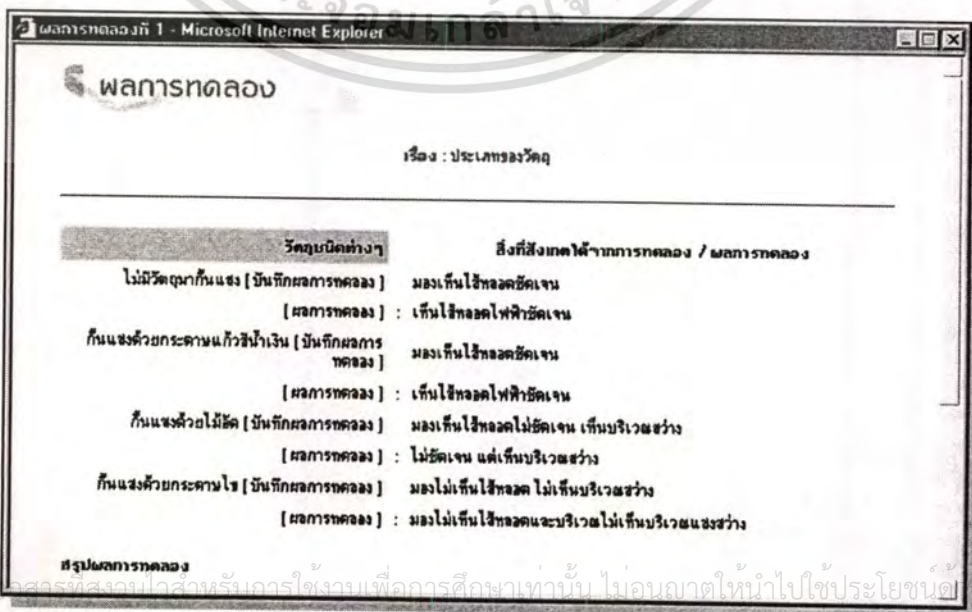 ผลการทดลองที่ 1 - Microsoft Internet Explorer
ผลการทดลอง
เรื่อง : ประเภทของวัตถุ
วัตถุชนิดต่างๆ สิ่งที่สังเกตได้จากการทดลอง / ผลการทดลอง
ไม่มีวัตถุมากั้นแสง [ บันทึกผลการทดลอง ] มองเห็นไส้หลอดชัดเจน
[ ผลการทดลอง ] : เห็นไส้หลอดไฟฟ้าชัดเจน
กั้นแสงด้วยกระดาษแก้วสีน้ำเงิน [ บันทึกผลการ
ทดลอง ] มองเห็นไส้หลอดชัดเจน
[ ผลการทดลอง ] : เห็นไส้หลอดไฟฟ้าชัดเจน
กั้นแสงด้วยไม้อัด [ บันทึกผลการทดลอง ] มองเห็นไส้หลอดไม่ชัดเจน เห็นบริเวณสว่าง
[ ผลการทดลอง ] : ไม่ชัดเจน แต่เห็นบริเวณสว่าง
กั้นแสงด้วยกระดาษไข [ บันทึกผลการทดลอง ] มองไม่เห็นไส้หลอด ไม่เห็นบริเวณสว่าง
[ ผลการทดลอง ] : มองไม่เห็นไส้หลอดและบริเวณไม่เห็นบริเวณแสงสว่าง
สรุปผลการทดลอง
เอกสารที่สงวนไว้สำหรับการใช้งานเพื่อการศึกษาเท่านั้น ไม่อนุญาตให้นำไปใช้ประโยชน์ด้